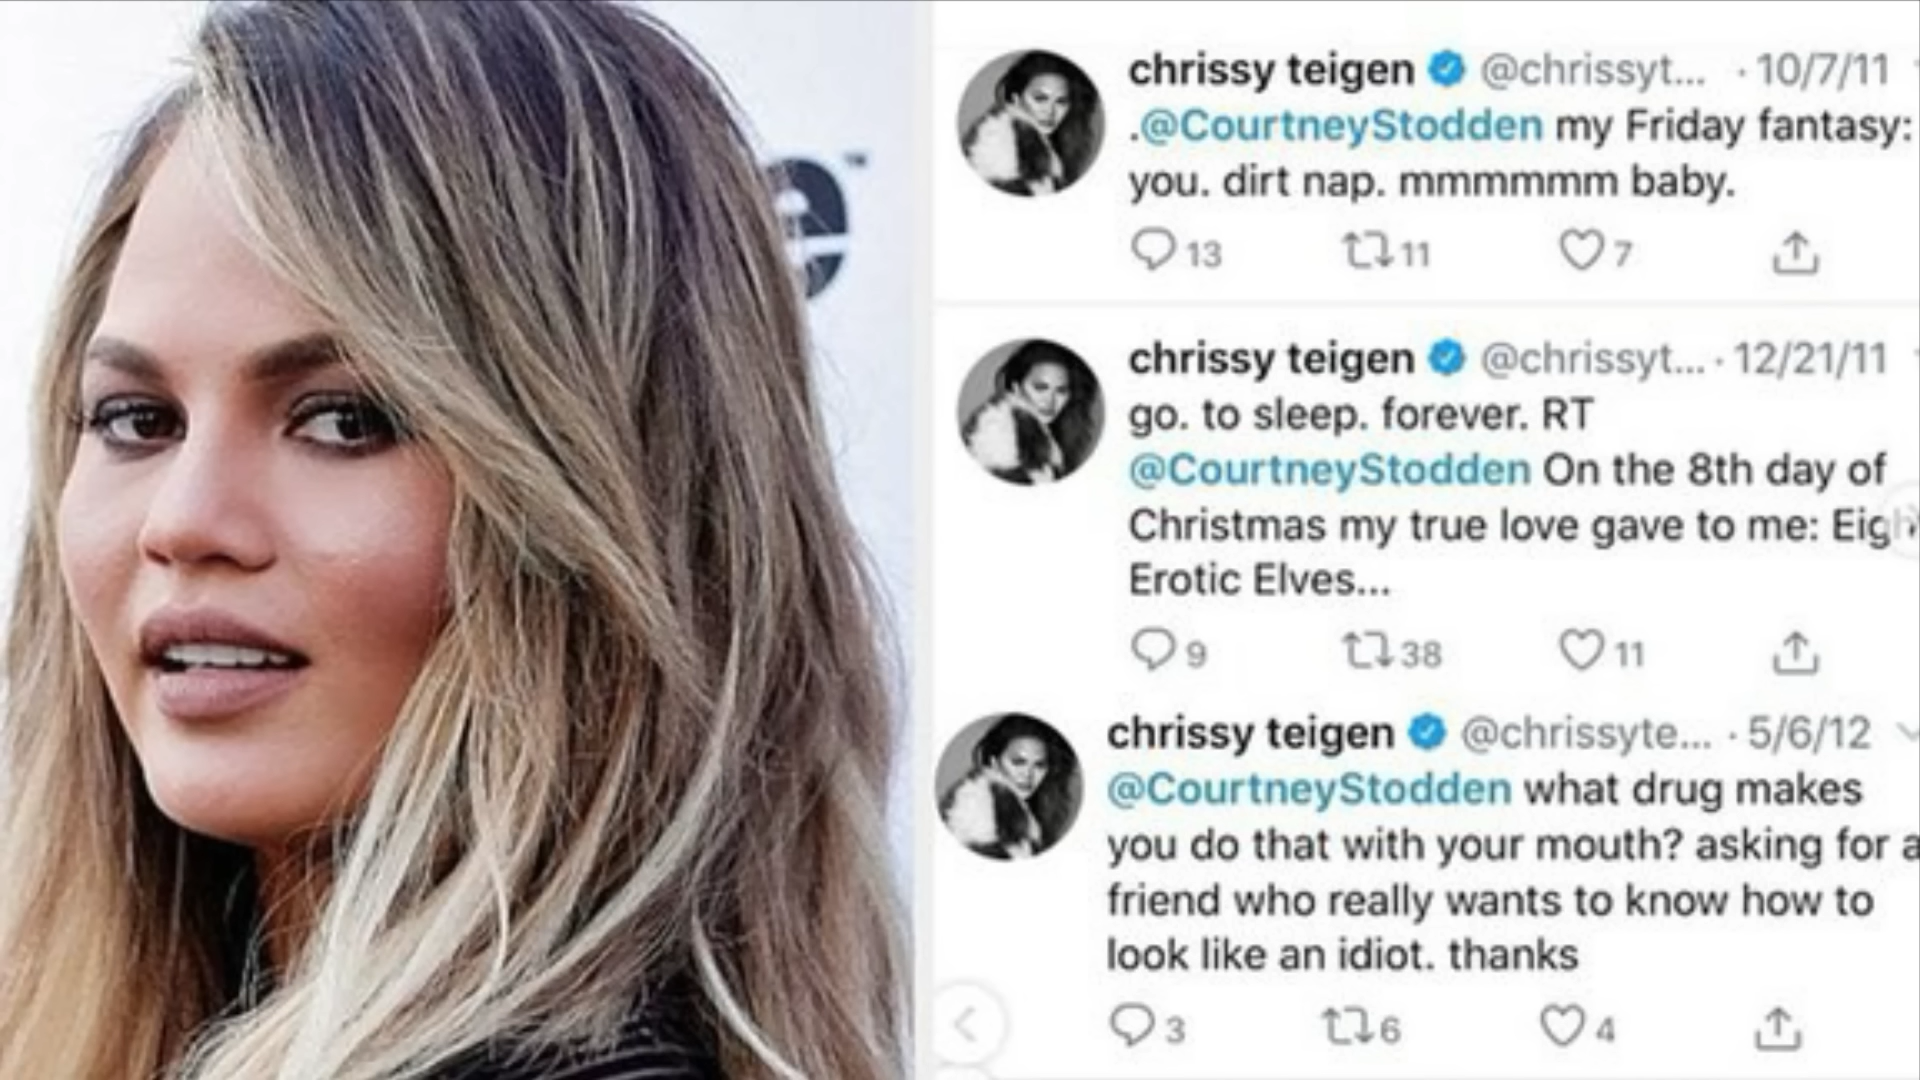 e™
chrissy teigen @chrissyt... · 10/7/11
.@CourtneyStodden my Friday fantasy:
you. dirt nap. mmmmmm baby.
13 11 7
chrissy teigen @chrissyt... · 12/21/11
go. to sleep. forever. RT
@CourtneyStodden On the 8th day of
Christmas my true love gave to me: Eigh
Erotic Elves...
9 38 11
chrissy teigen @chrissyte... · 5/6/12
@CourtneyStodden what drug makes
you do that with your mouth? asking for a
friend who really wants to know how to
look like an idiot. thanks
3 6 4